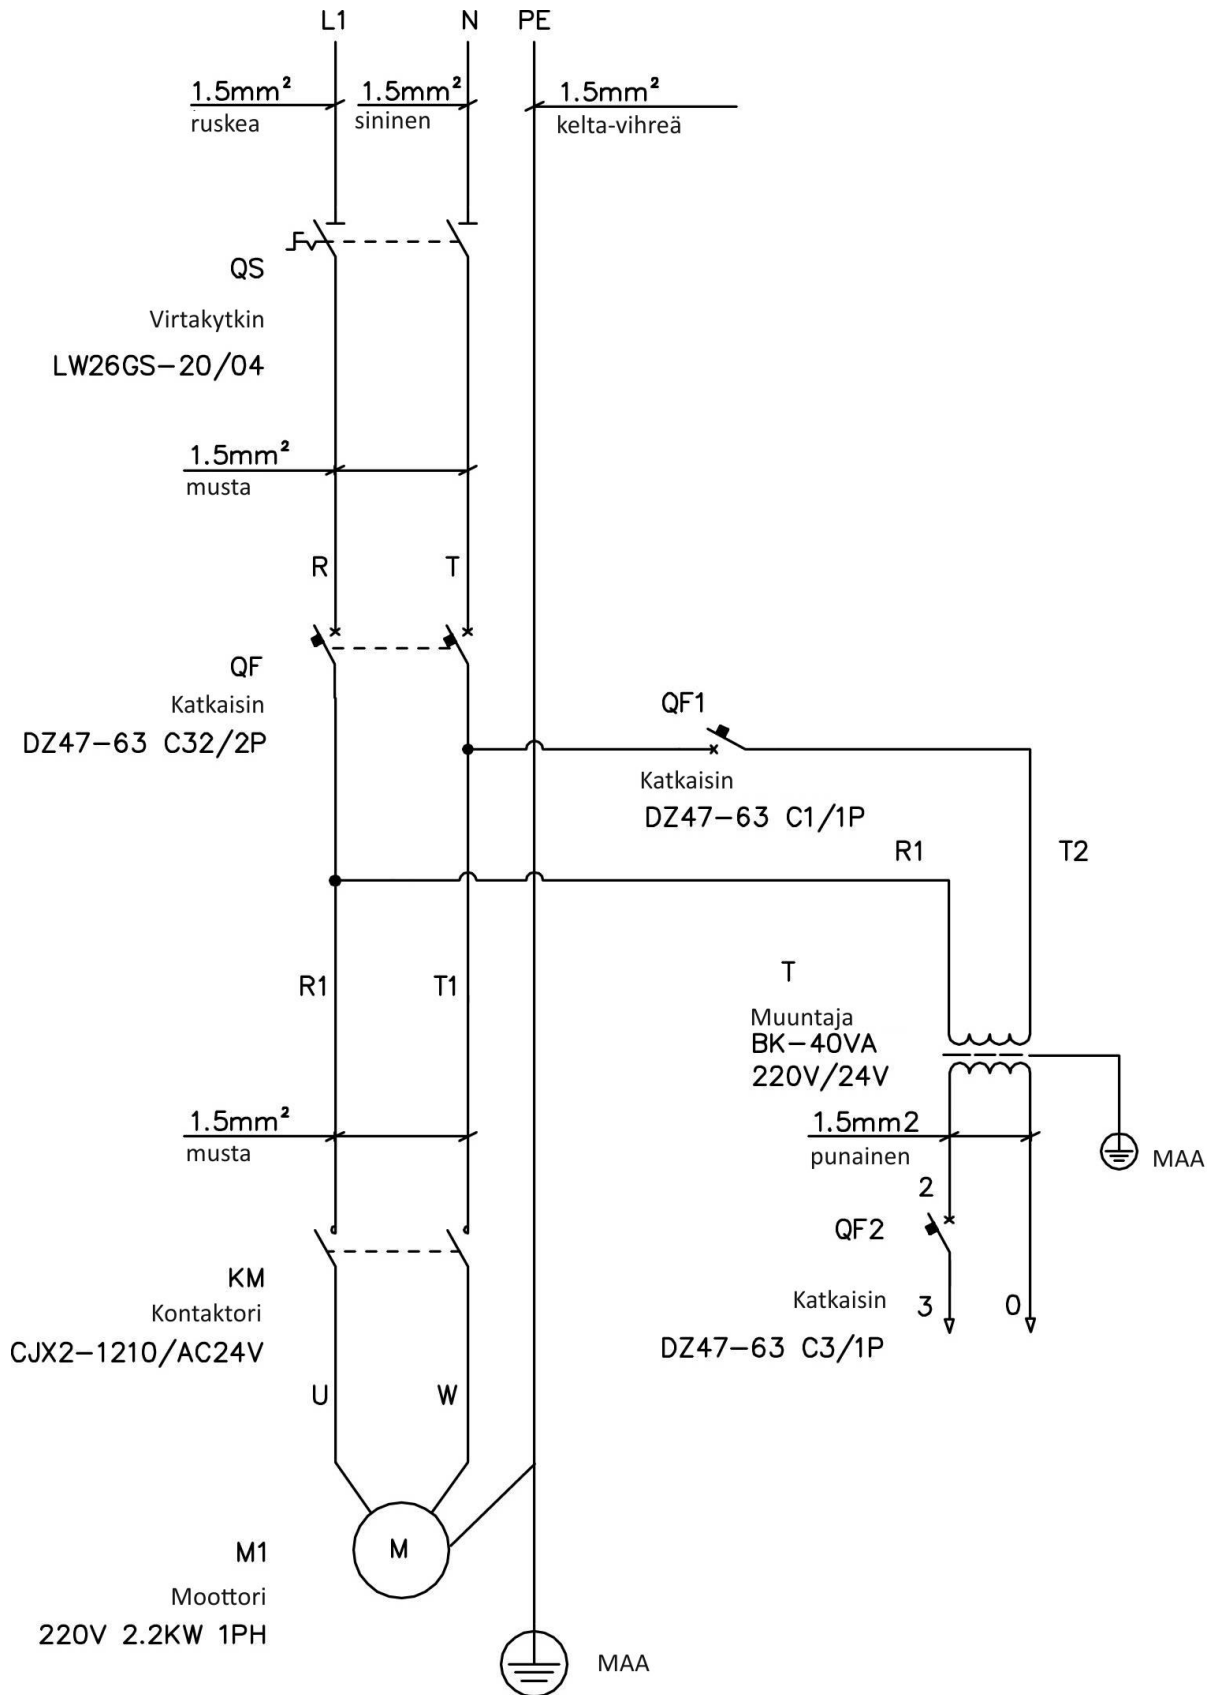 L1 N PE
1.5mm² 1.5mm² 1.5mm²
ruskea sininen kelta-vihreä
QS
Virtakytkin
LW26GS-20/04
1.5mm²
musta
R T
QF
Katkaisin
DZ47-63 C32/2P
QF1
Katkaisin
DZ47-63 C1/1P
R1 T2
R1 T1
T
Muuntaja
BK-40VA
220V/24V
1.5mm²
musta
1.5mm2
punainen
MAA
2
QF2
Katkaisin
3 0
DZ47-63 C3/1P
KM
Kontaktori
CJX2-1210/AC24V
U W
M
M1
Moottori
220V 2.2KW 1PH
MAA